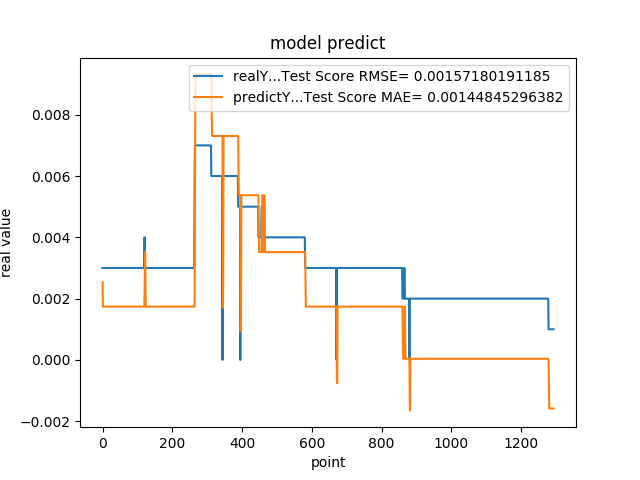 model predict
realY...Test Score RMSE= 0.00157180191185
predictY...Test Score MAE= 0.00144845296382
0.008
0.006
0.004
0.002
0.000
−0.002
real value
0 200 400 600 800 1000 1200
point